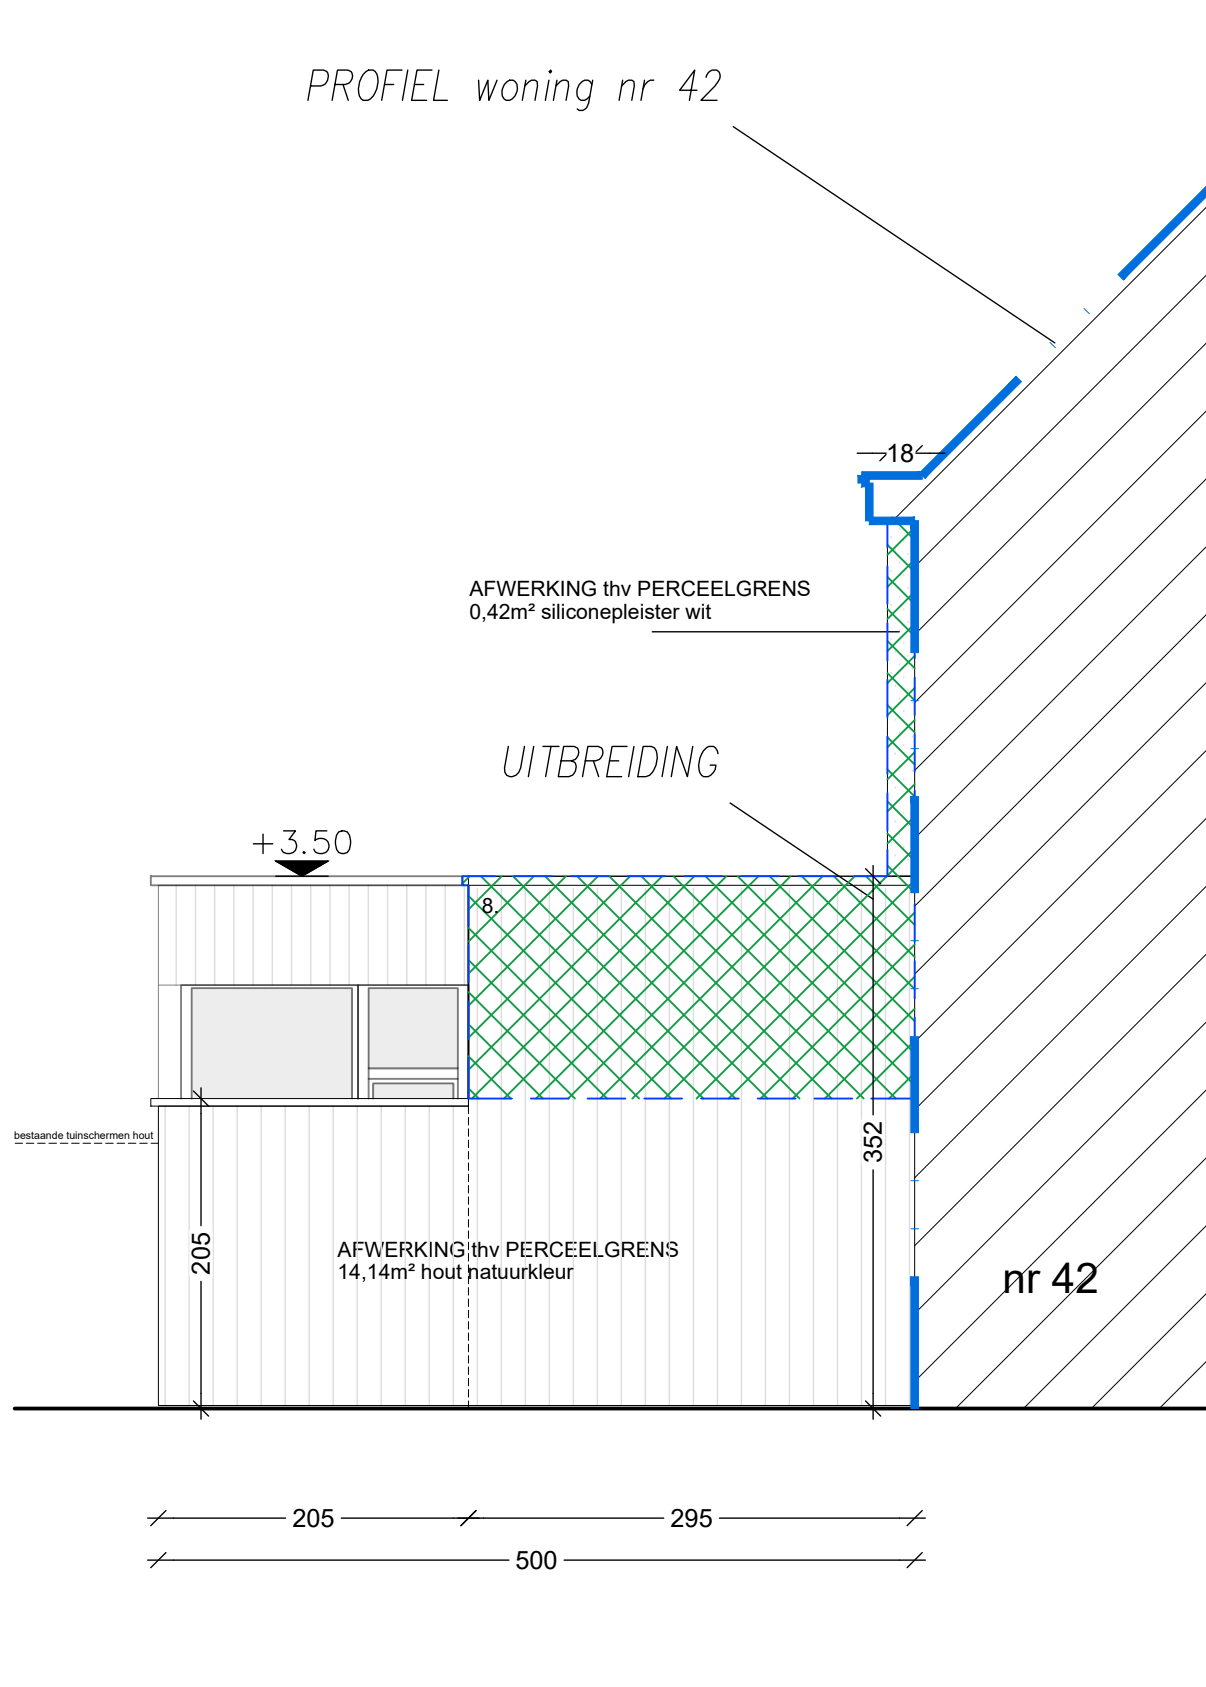 PROFIEL woning nr 42
18
AFWERKING thv PERCEELGRENS
0,42m² siliconepleister wit
UITBREIDING
+3.50
8.
bestaande tuinschermen hout
352
205
AFWERKING thv PERCEELGRENS
14,14m² hout natuurkleur
nr 42
205
295
500